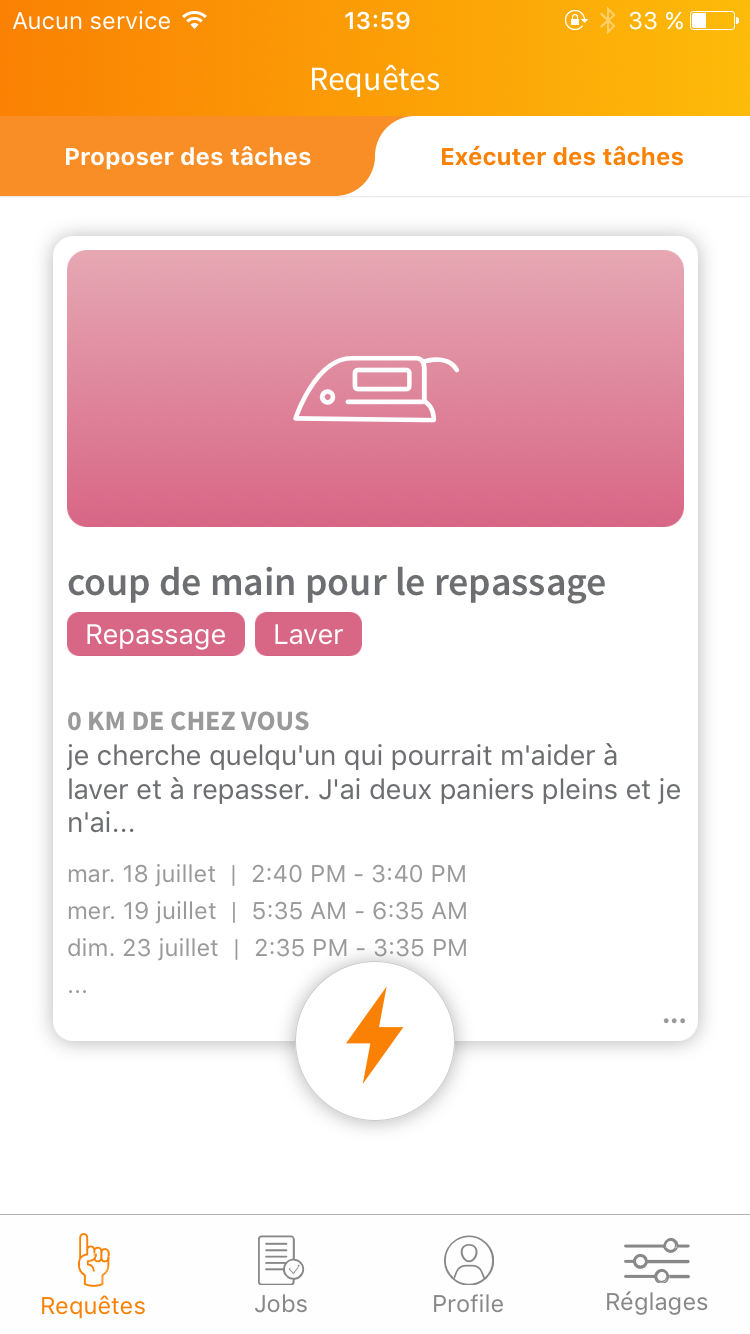 Aucun service 13:59 33 %
Requêtes
Proposer des tâches Exécuter des tâches
coup de main pour le repassage
Repassage Laver
0 KM DE CHEZ VOUS
je cherche quelqu'un qui pourrait m'aider à
laver et à repasser. J'ai deux paniers pleins et je
n'ai...
mar. 18 juillet | 2:40 PM - 3:40 PM
mer. 19 juillet | 5:35 AM - 6:35 AM
dim. 23 juillet | 2:35 PM - 3:35 PM
...
Requêtes Jobs Profile Réglages